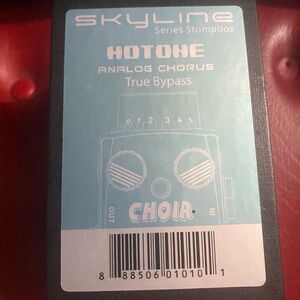 SKYLINE
Series Stompbox
HOTONE
ANALOG CHORUS
True Bypass
OUT
CHOIR
IN
8 88506 01010 1